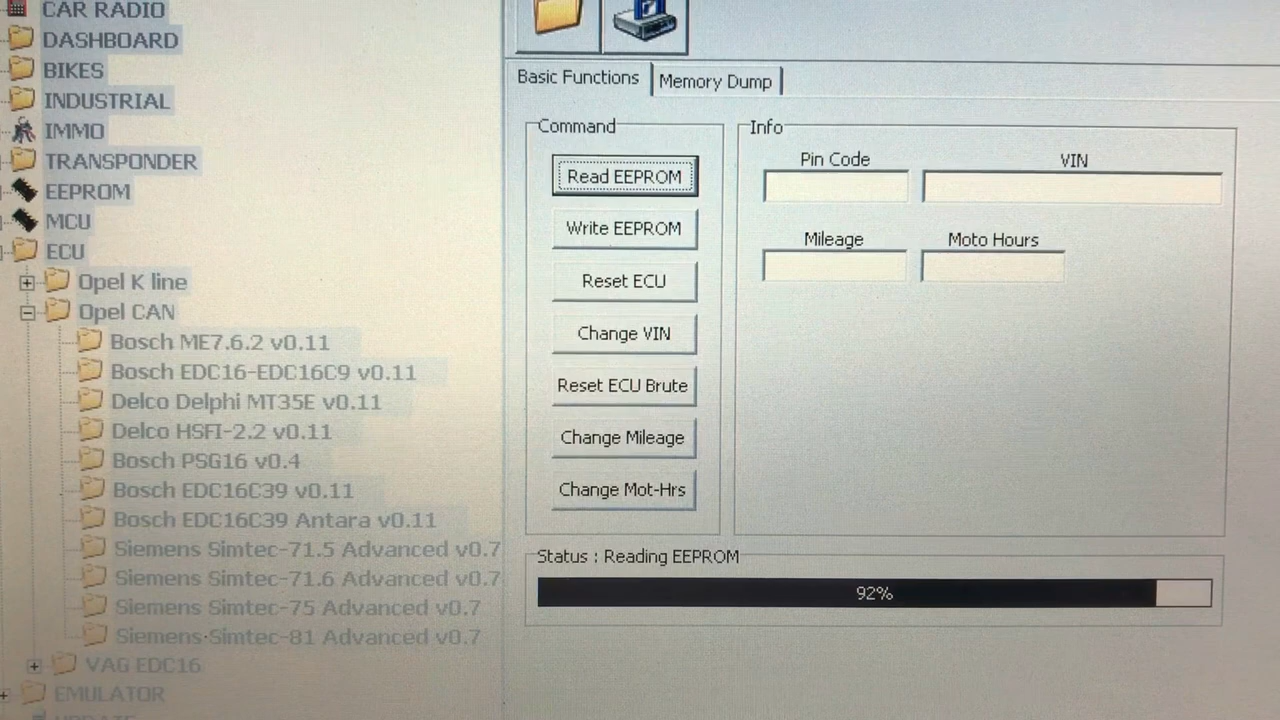 CAR RADIO
DASHBOARD
BIKES
INDUSTRIAL
IMMO
TRANSPONDER
EEPROM
MCU
ECU
Opel K line
Opel CAN
Bosch ME7.6.2 v0.11
Bosch EDC16-EDC16C9 v0.11
Delco Delphi MT35E v0.11
Delco HSFI-2.2 v0.11
Bosch PSG16 v0.4
Bosch EDC16C39 v0.11
Bosch EDC16C39 Antara v0.11
Siemens Simtec-71.5 Advanced v0.7
Siemens Simtec-71.6 Advanced v0.7
Siemens Simtec-75 Advanced v0.7
Siemens Simtec-81 Advanced v0.7
VAG EDC16
EMULATOR
UPDATE
Basic Functions Memory Dump
Command
Read EEPROM
Write EEPROM
Reset ECU
Change VIN
Reset ECU Brute
Change Mileage
Change Mot-Hrs
Info
Pin Code VIN
Mileage Moto Hours
Status : Reading EEPROM
92%